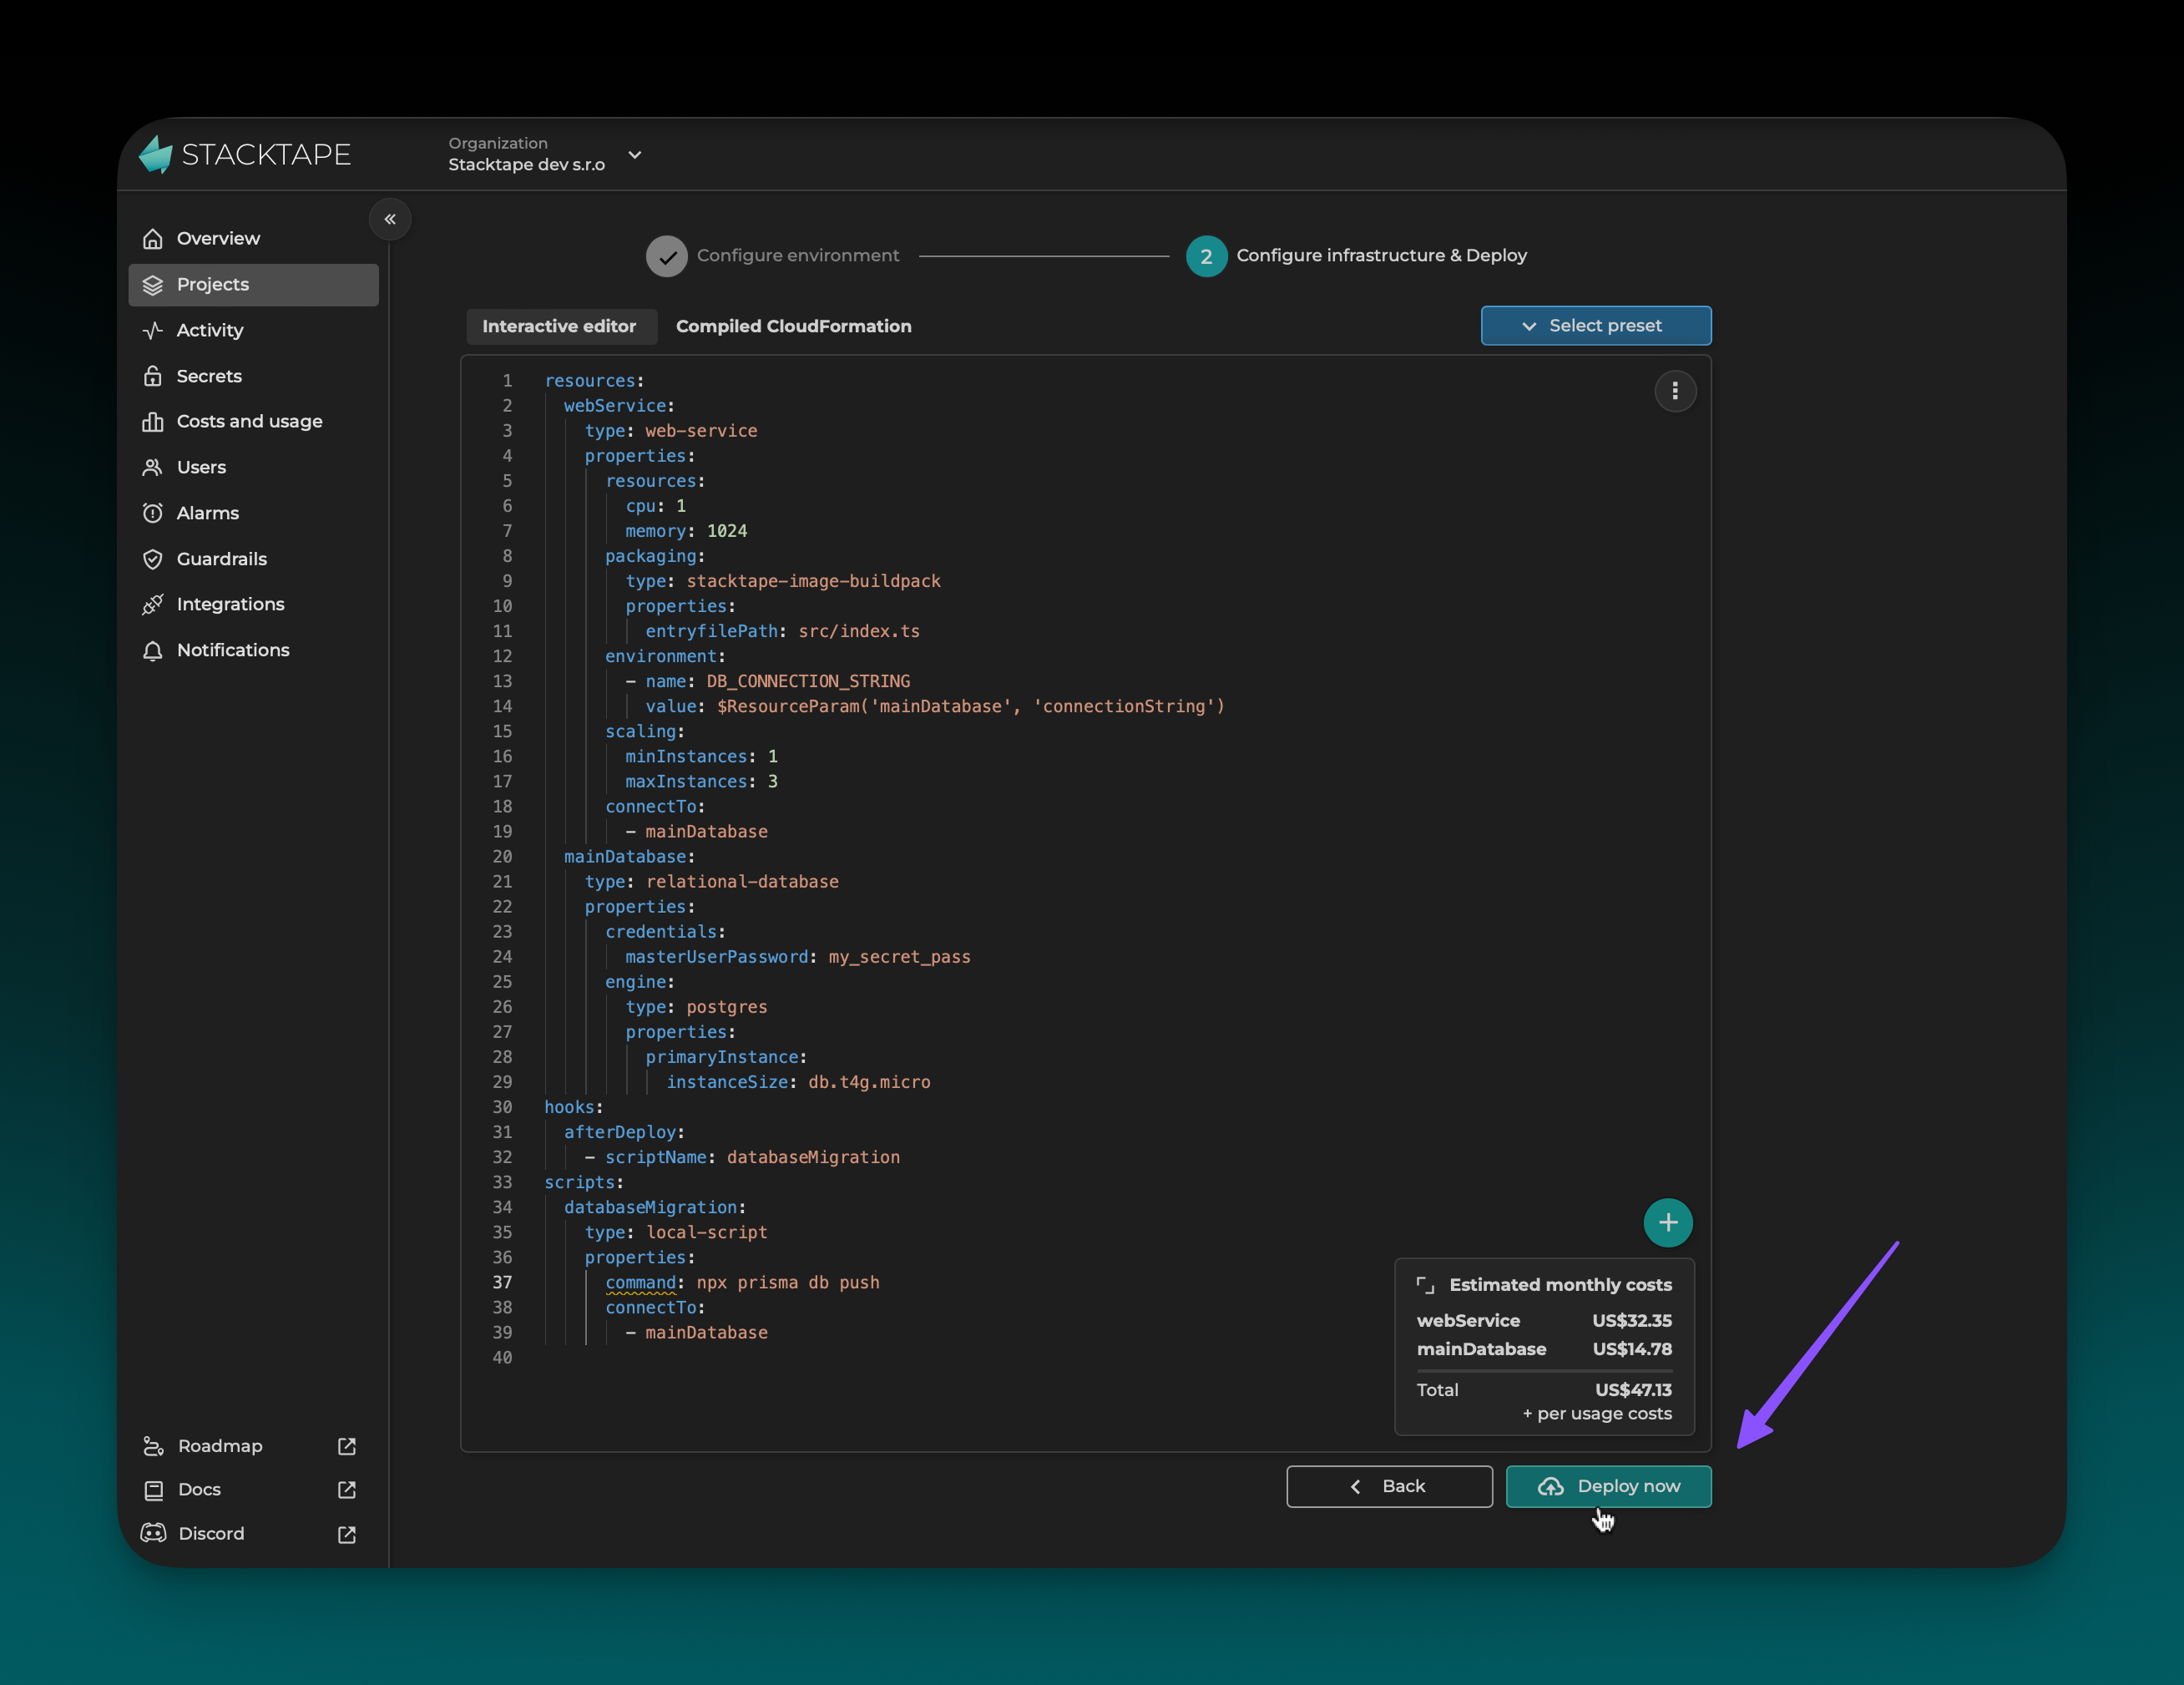 STACKTAPE
Organization
Stacktape dev s.r.o
Overview
Projects
Activity
Secrets
Costs and usage
Users
Alarms
Guardrails
Integrations
Notifications
Roadmap
Docs
Discord
Configure environment
2 Configure infrastructure & Deploy
Interactive editor Compiled CloudFormation
Select preset
1 resources:
2 webService:
3 type: web-service
4 properties:
5 resources:
6 cpu: 1
7 memory: 1024
8 packaging:
9 type: stacktape-image-buildpack
10 properties:
11 entryfilePath: src/index.ts
12 environment:
13 - name: DB_CONNECTION_STRING
14 value: $ResourceParam('mainDatabase', 'connectionString')
15 scaling:
16 minInstances: 1
17 maxInstances: 3
18 connectTo:
19 - mainDatabase
20 mainDatabase:
21 type: relational-database
22 properties:
23 credentials:
24 masterUserPassword: my_secret_pass
25 engine:
26 type: postgres
27 properties:
28 primaryInstance:
29 instanceSize: db.t4g.micro
30 hooks:
31 afterDeploy:
32 - scriptName: databaseMigration
33 scripts:
34 databaseMigration:
35 type: local-script
36 properties:
37 command: npx prisma db push
38 connectTo:
39 - mainDatabase
40
Estimated monthly costs
webService US$32.35
mainDatabase US$14.78
Total US$47.13
+ per usage costs
Back
Deploy now